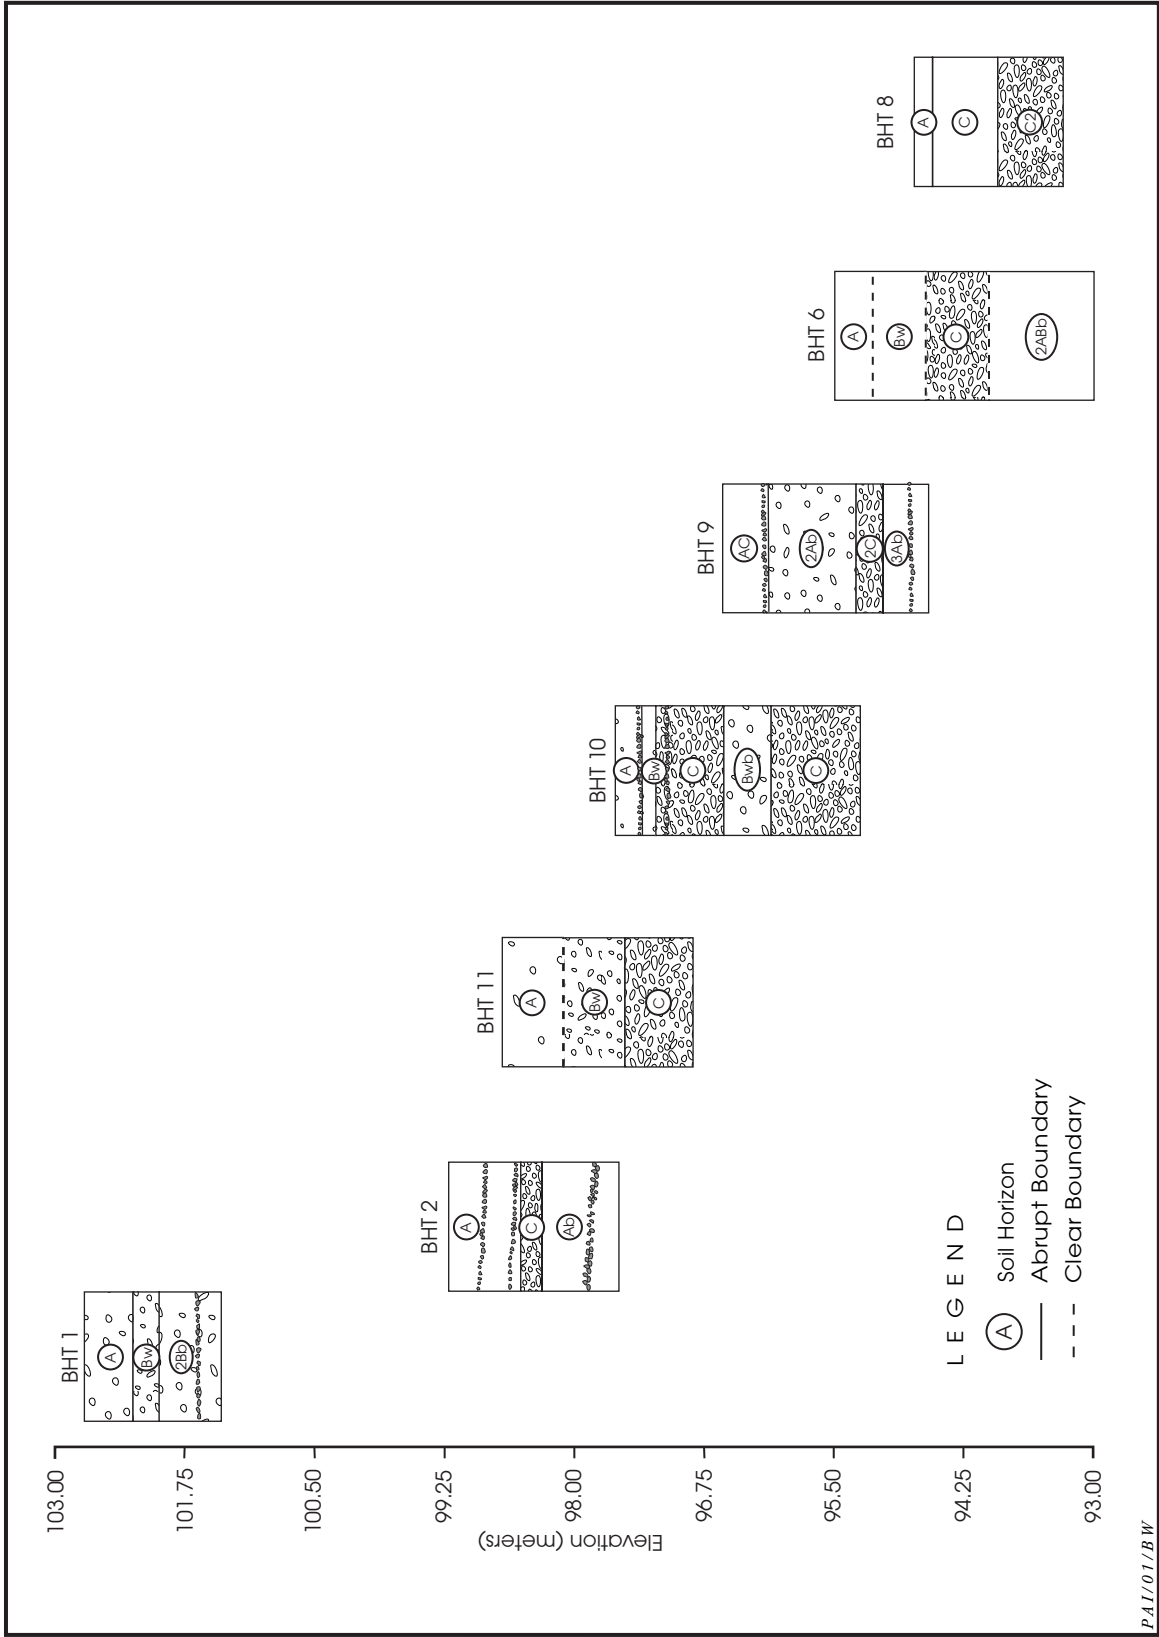 BHT 1
A
Bw
2Bb
BHT 2
A
C
Ab
BHT 11
A
Bw
C
BHT 10
A
Bw
C
Bwb
C
BHT 9
AC
2Ab
2C
3Ab
BHT 6
A
Bw
C
2ABb
BHT 8
A
C
C2
103.00
101.75
100.50
99.25
98.00
96.75
95.50
94.25
93.00
Elevation (meters)
LEGEND
A Soil Horizon
Abrupt Boundary
Clear Boundary
PAI/01/BW